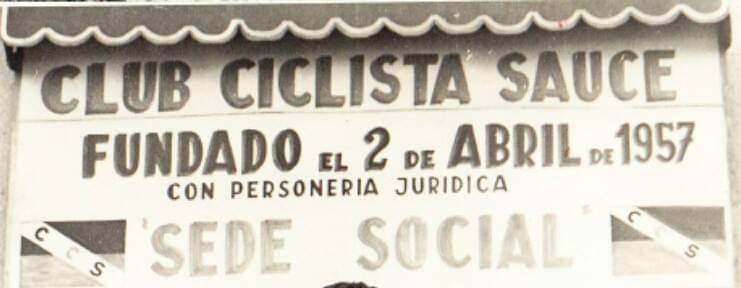 CLUB CICLISTA SAUCE
FUNDADO EL 2 DE ABRIL DE 1957
CON PERSONERIA JURIDICA
C C S "SEDE SOCIAL" C C S